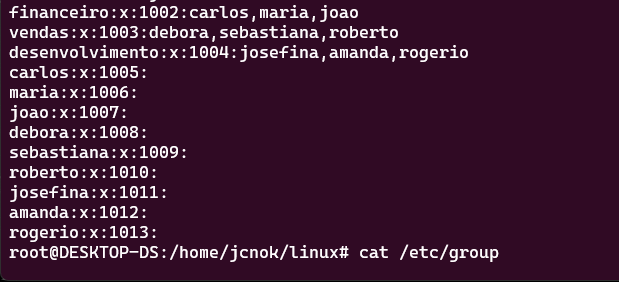 financeiro:x:1002:carlos,maria,joao
vendas:x:1003:debora,sebastiana,roberto
desenvolvimento:x:1004:josefina,amanda,rogerio
carlos:x:1005:
maria:x:1006:
joao:x:1007:
debora:x:1008:
sebastiana:x:1009:
roberto:x:1010:
josefina:x:1011:
amanda:x:1012:
rogerio:x:1013:
root@DESKTOP-DS:/home/jcnok/linux# cat /etc/group